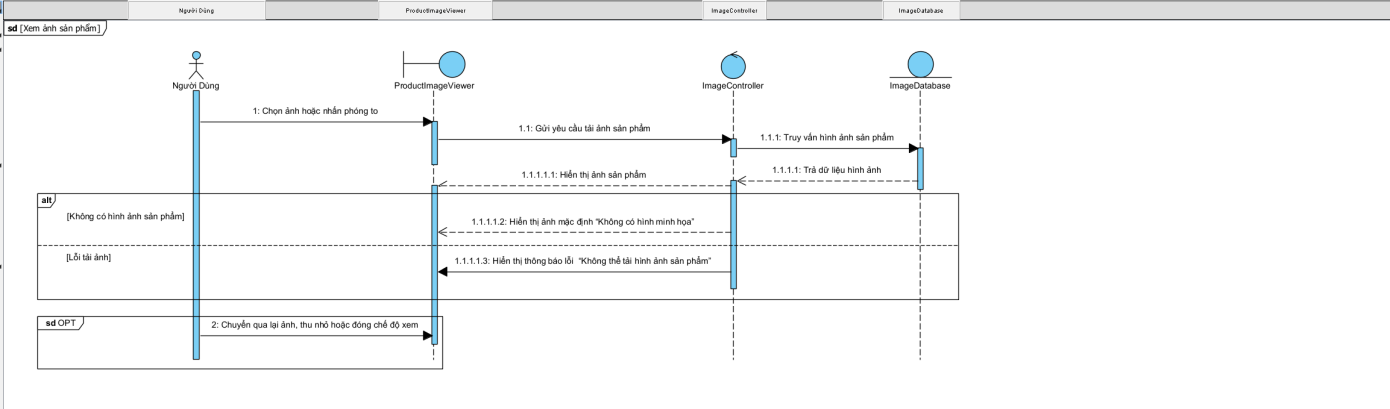 Người Dùng
ProductImageViewer
ImageController
ImageDatabase
sd [Xem ảnh sản phẩm]
Người Dùng
ProductImageViewer
ImageController
ImageDatabase
1: Chọn ảnh hoặc nhấn phóng to
1.1: Gửi yêu cầu tải ảnh sản phẩm
1.1.1: Truy vấn hình ảnh sản phẩm
1.1.1.1: Trả dữ liệu hình ảnh
1.1.1.1.1: Hiển thị ảnh sản phẩm
alt
[Không có hình ảnh sản phẩm]
1.1.1.1.2: Hiển thị ảnh mặc định “Không có hình minh họa”
[Lỗi tải ảnh]
1.1.1.1.3: Hiển thị thông báo lỗi “Không thể tải hình ảnh sản phẩm”
sd OPT
2: Chuyển qua lại ảnh, thu nhỏ hoặc đóng chế độ xem